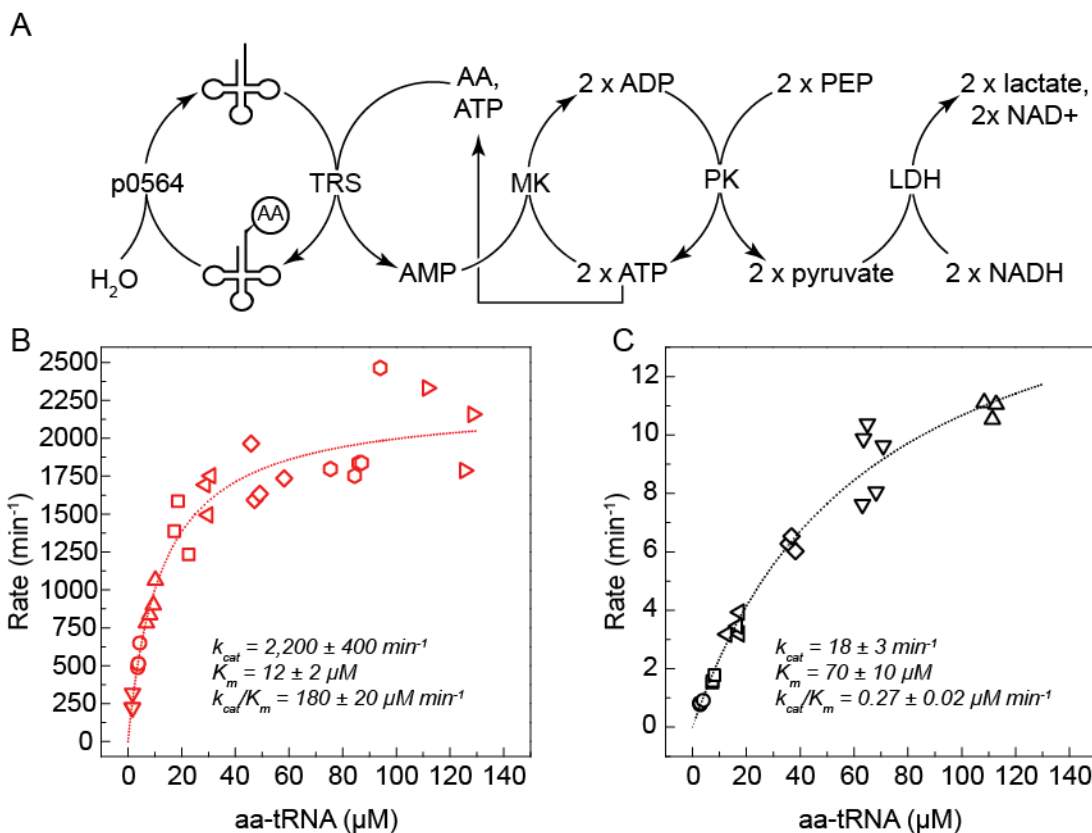 A
AA,
ATP
2 x ADP
2 x PEP
2 x lactate,
2x NAD+
p0564
TRS
MK
PK
LDH
AA
H2O
AMP
2 x ATP
2 x pyruvate
2 x NADH
B
Rate (min⁻¹)
2500
2250
2000
1750
1500
1250
1000
750
500
250
0
kcat = 2,200 ± 400 min⁻¹
Km = 12 ± 2 µM
kcat/Km = 180 ± 20 µM min⁻¹
0 20 40 60 80 100 120 140
aa-tRNA (µM)
C
Rate (min⁻¹)
12
10
8
6
4
2
0
kcat = 18 ± 3 min⁻¹
Km = 70 ± 10 µM
kcat/Km = 0.27 ± 0.02 µM min⁻¹
0 20 40 60 80 100 120 140
aa-tRNA (µM)